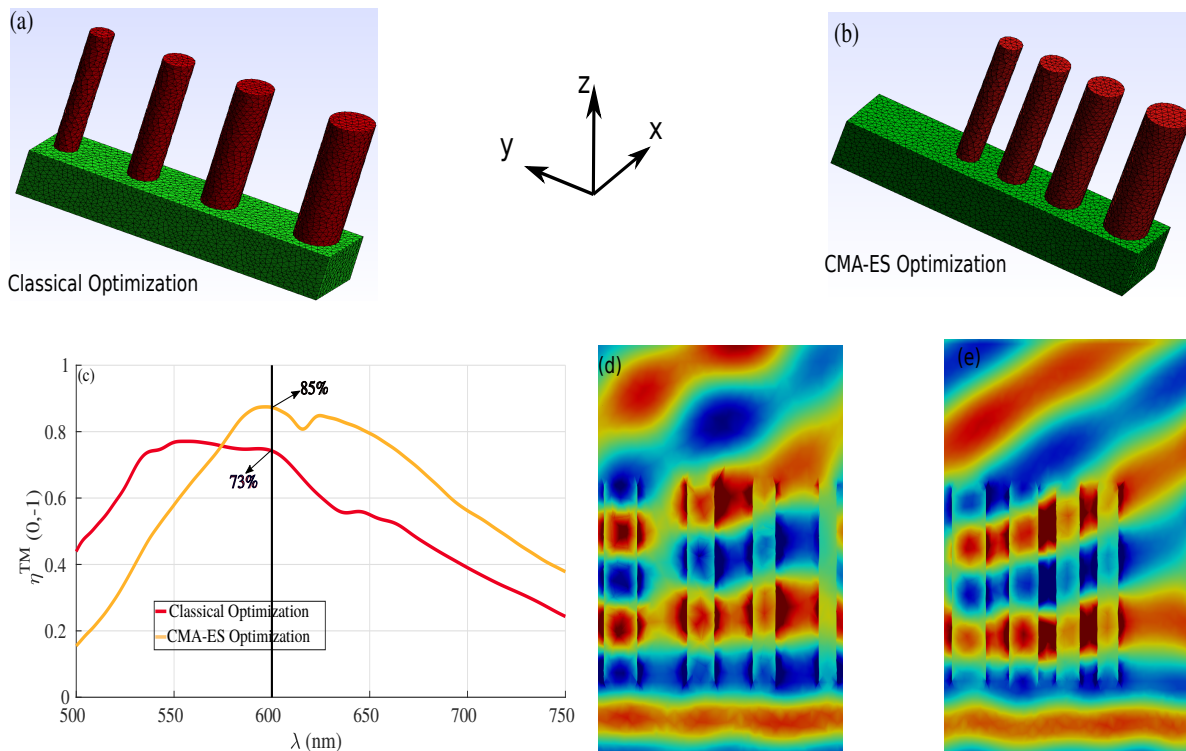 (a)
Classical Optimization
z
y
x
(b)
CMA-ES Optimization
(c)
85%
73%
Classical Optimization
CMA-ES Optimization
η^TM (0,-1)
1
0.8
0.6
0.4
0.2
0
500
550
600
650
700
750
λ (nm)
(d)
(e)